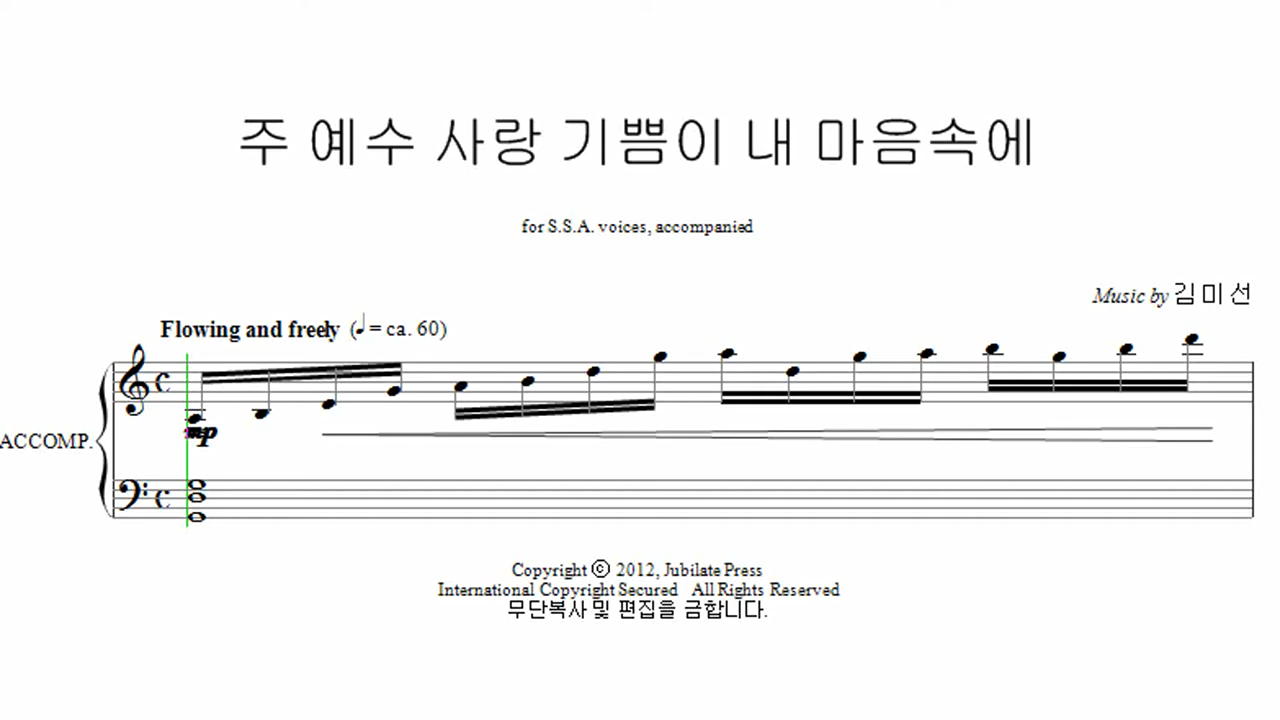 주 예수 사랑 기쁨이 내 마음속에
for S.S.A. voices, accompanied
Music by 김 미 선
Flowing and freely (♩= ca. 60)
mp
ACCOMP.
Copyright © 2012, Jubilate Press
International Copyright Secured All Rights Reserved
무단복사 및 편집을 금합니다.